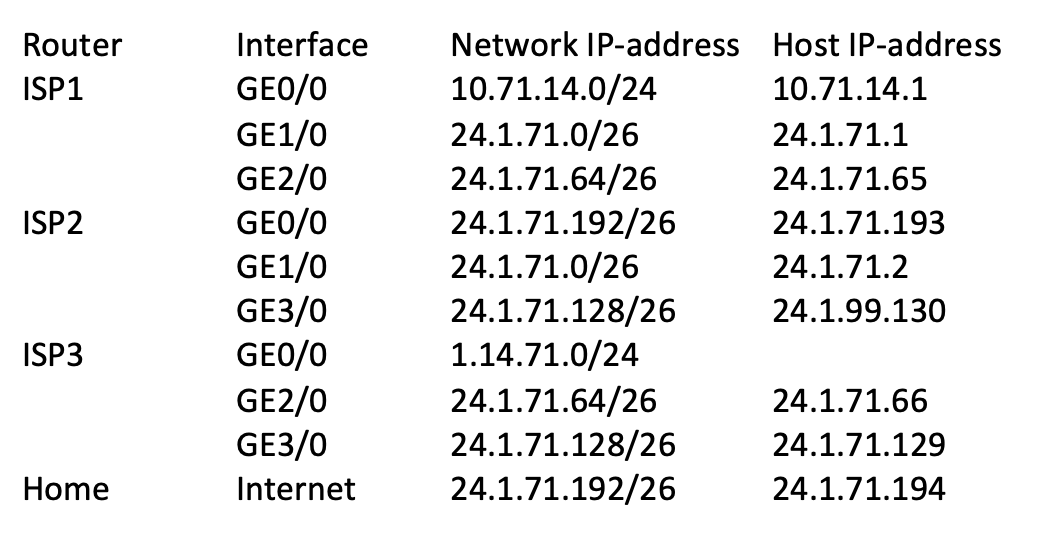 Router Interface Network IP-address Host IP-address
ISP1 GE0/0 10.71.14.0/24 10.71.14.1
GE1/0 24.1.71.0/26 24.1.71.1
GE2/0 24.1.71.64/26 24.1.71.65
ISP2 GE0/0 24.1.71.192/26 24.1.71.193
GE1/0 24.1.71.0/26 24.1.71.2
GE3/0 24.1.71.128/26 24.1.99.130
ISP3 GE0/0 1.14.71.0/24
GE2/0 24.1.71.64/26 24.1.71.66
GE3/0 24.1.71.128/26 24.1.71.129
Home Internet 24.1.71.192/26 24.1.71.194